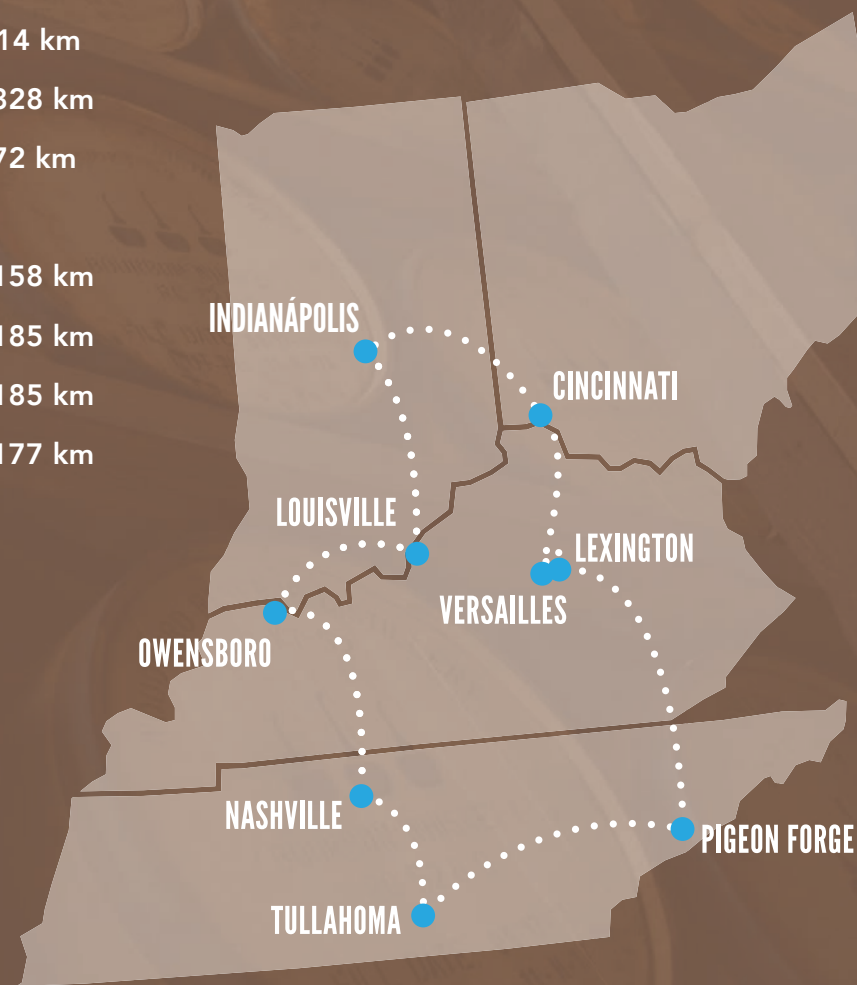 14 km
328 km
72 km
158 km
185 km
185 km
177 km
INDIANÁPOLIS
CINCINNATI
LOUISVILLE
LEXINGTON
VERSAILLES
OWENSBORO
NASHVILLE
PIGEON FORGE
TULLAHOMA